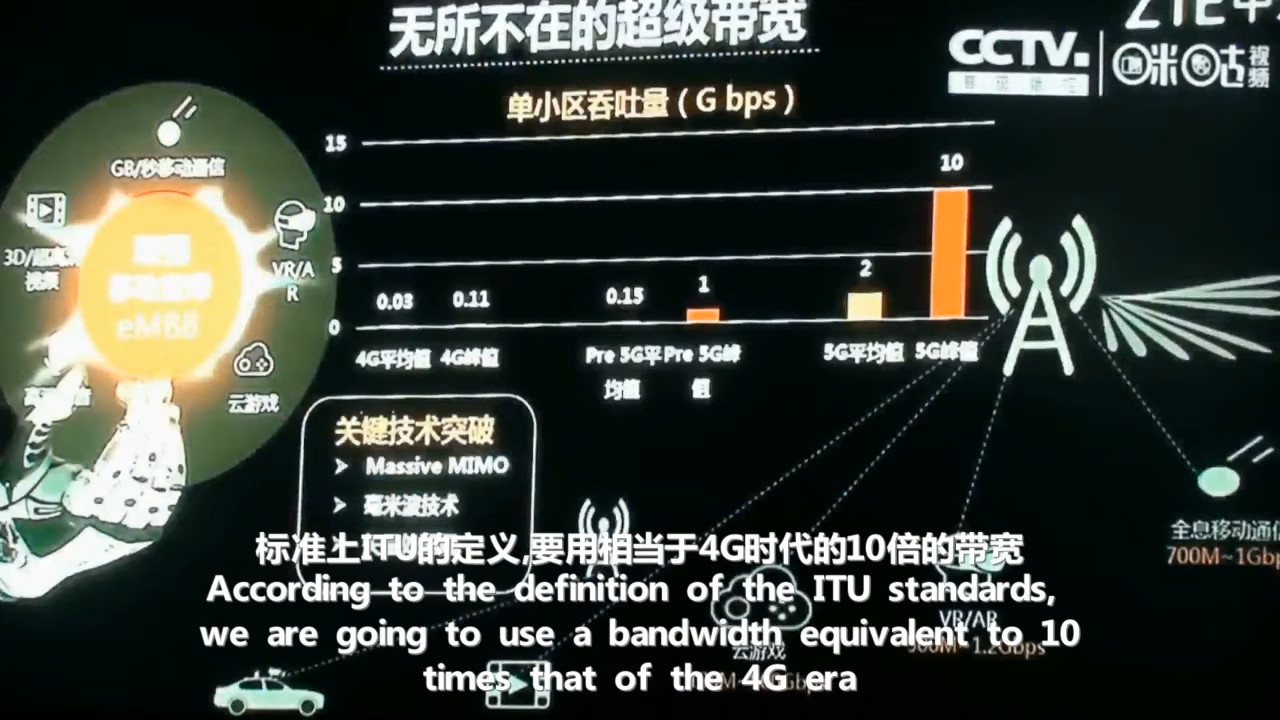 无所不在的超级带宽
CCTV.
咪咕视频
单小区吞吐量 ( G bps )
15
10
5
0
0.03
0.11
0.15
1
2
10
4G平均值
4G峰值
Pre 5G平
均值
Pre 5G峰
值
5G平均值
5G峰值
GB/秒移动通信
视频
VR/A
R
eMBB
云游戏
关键技术突破
Massive MIMO
毫米波技术
全息移动通信
700M~1Gbp
VR/AR
云游戏
标准上ITU的定义,要用相当于4G时代的10倍的带宽
According to the definition of the ITU standards,
we are going to use a bandwidth equivalent to 10
times that of the 4G era